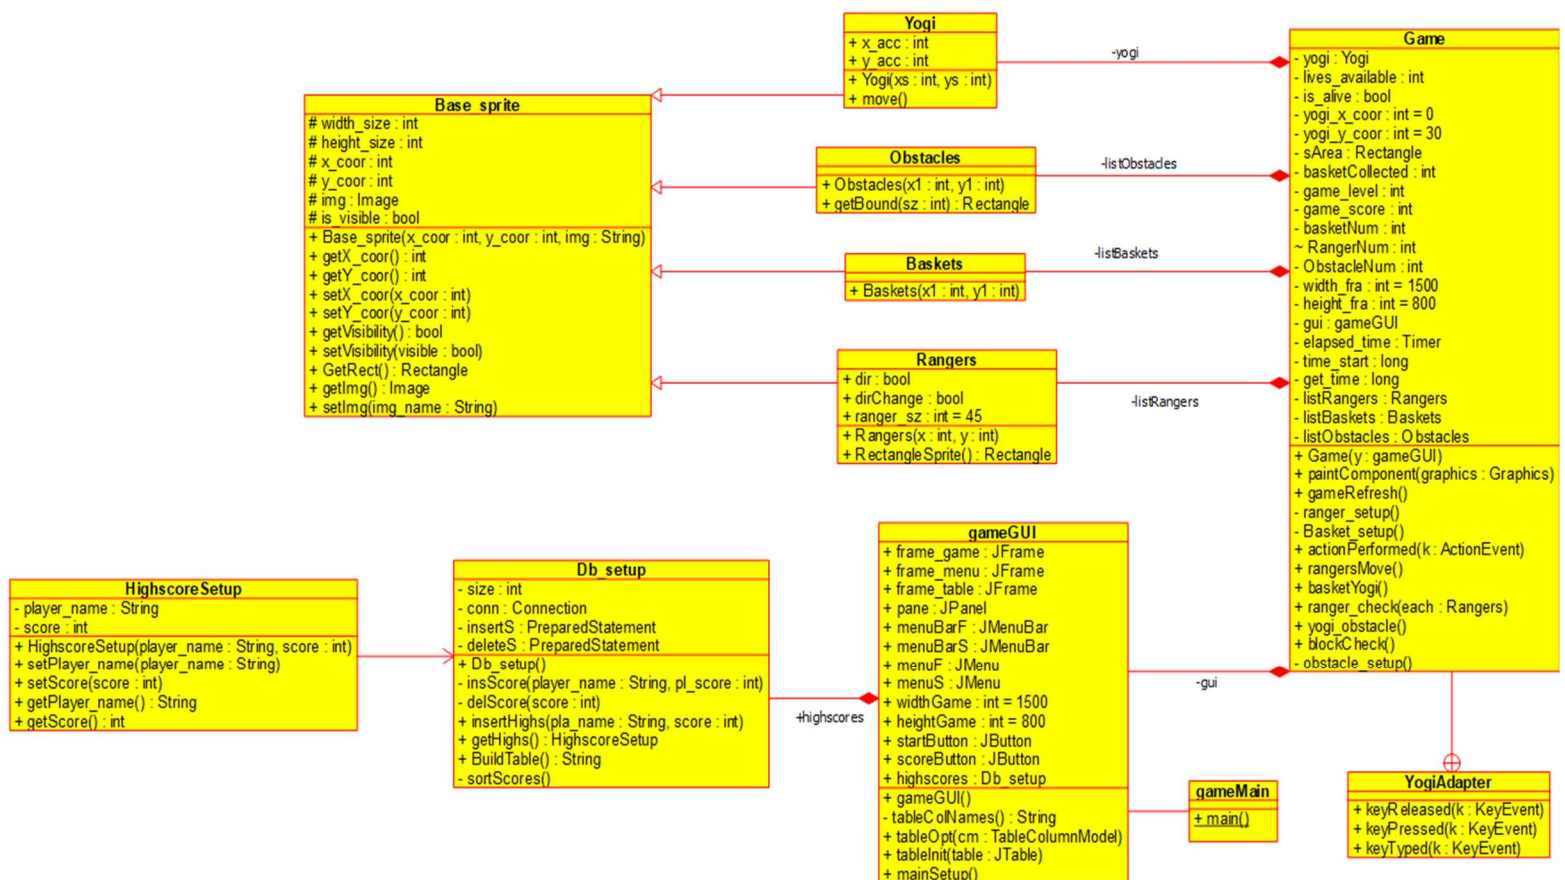 Yogi
+ x_acc : int
+ y_acc : int
+ Yogi(xs : int, ys : int)
+ move()
-yogi
Game
- yogi : Yogi
- lives_available : int
- is_alive : bool
- yogi_x_coor : int = 0
- yogi_y_coor : int = 30
- sArea : Rectangle
- basketCollected : int
- game_level : int
- game_score : int
- basketNum : int
~ RangerNum : int
- ObstacleNum : int
- width_fra : int = 1500
- height_fra : int = 800
- gui : gameGUI
- elapsed_time : Timer
- time_start : long
- get_time : long
- listRangers : Rangers
- listBaskets : Baskets
- listObstacles : Obstacles
+ Game(y : gameGUI)
+ paintComponent(graphics : Graphics)
+ gameRefresh()
- ranger_setup()
- Basket_setup()
+ actionPerformed(k : ActionEvent)
+ rangersMove()
+ basketYogi()
+ ranger_check(each : Rangers)
+ yogi_obstacle()
+ blockCheck()
- obstacle_setup()
Base_sprite
# width_size : int
# height_size : int
# x_coor : int
# y_coor : int
# img : Image
# is_visible : bool
+ Base_sprite(x_coor : int, y_coor : int, img : String)
+ getX_coor() : int
+ getY_coor() : int
+ setX_coor(x_coor : int)
+ setY_coor(y_coor : int)
+ getVisibility() : bool
+ setVisibility(visible : bool)
+ GetRect() : Rectangle
+ getImg() : Image
+ setImg(img_name : String)
Obstacles
+ Obstacles(x1 : int, y1 : int)
+ getBound(sz : int) : Rectangle
-listObstacles
Baskets
+ Baskets(x1 : int, y1 : int)
-listBaskets
Rangers
+ dir : bool
+ dirChange : bool
+ ranger_sz : int = 45
+ Rangers(x : int, y : int)
+ RectangleSprite() : Rectangle
-listRangers
HighscoreSetup
- player_name : String
- score : int
+ HighscoreSetup(player_name : String, score : int)
+ setPlayer_name(player_name : String)
+ setScore(score : int)
+ getPlayer_name() : String
+ getScore() : int
Db_setup
- size : int
- conn : Connection
- insertS : PreparedStatement
- deleteS : PreparedStatement
+ Db_setup()
- insScore(player_name : String, pl_score : int)
- delScore(score : int)
+ insertHighs(pla_name : String, score : int)
+ getHighs() : HighscoreSetup
+ BuildTable() : String
- sortScores()
+highscores
gameGUI
+ frame_game : JFrame
+ frame_menu : JFrame
+ frame_table : JFrame
+ pane : JPanel
+ menuBarF : JMenuBar
+ menuBarS : JMenuBar
+ menuF : JMenu
+ menuS : JMenu
+ widthGame : int = 1500
+ heightGame : int = 800
+ startButton : JButton
+ scoreButton : JButton
+ highscores : Db_setup
+ gameGUI()
- tableColNames() : String
+ tableOpt(cm : TableColumnModel)
+ tableInit(table : JTable)
+ mainSetup()
-gui
gameMain
+ main()
YogiAdapter
+ keyReleased(k : KeyEvent)
+ keyPressed(k : KeyEvent)
+ keyTyped(k : KeyEvent)